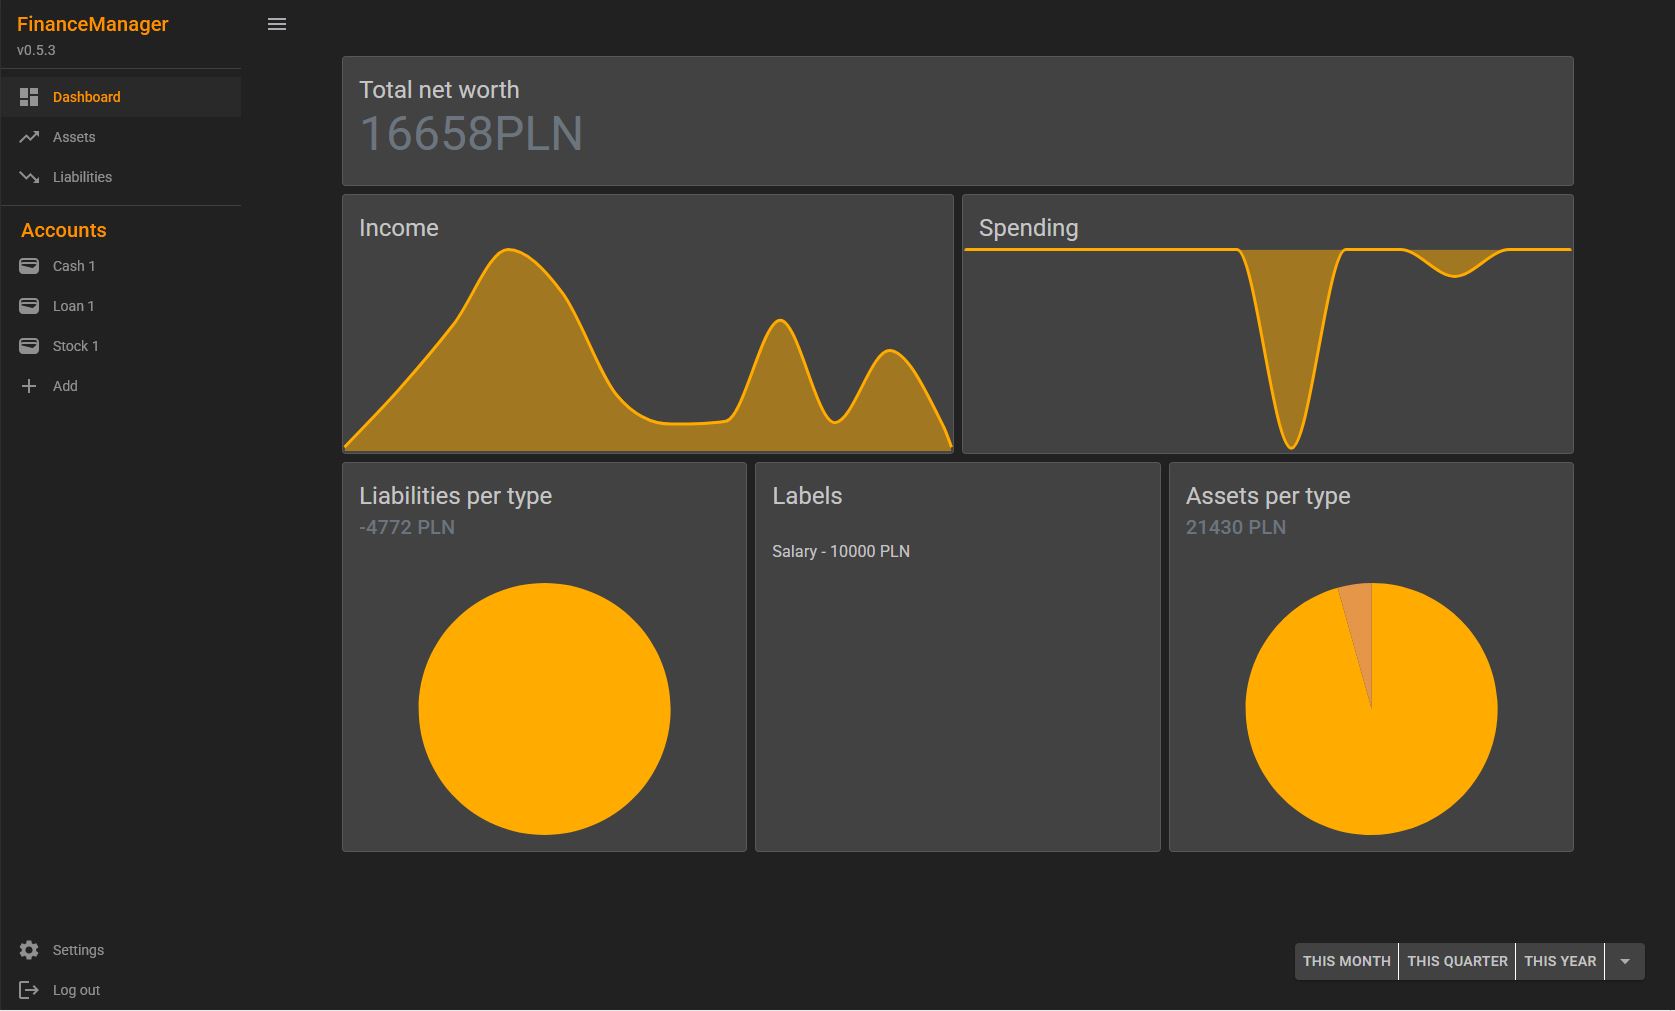 FinanceManager
v0.5.3
Dashboard
Assets
Liabilities
Accounts
Cash 1
Loan 1
Stock 1
Add
Settings
Log out
Total net worth
16658PLN
Income
Spending
Liabilities per type
-4772 PLN
Labels
Salary - 10000 PLN
Assets per type
21430 PLN
THIS MONTH
THIS QUARTER
THIS YEAR